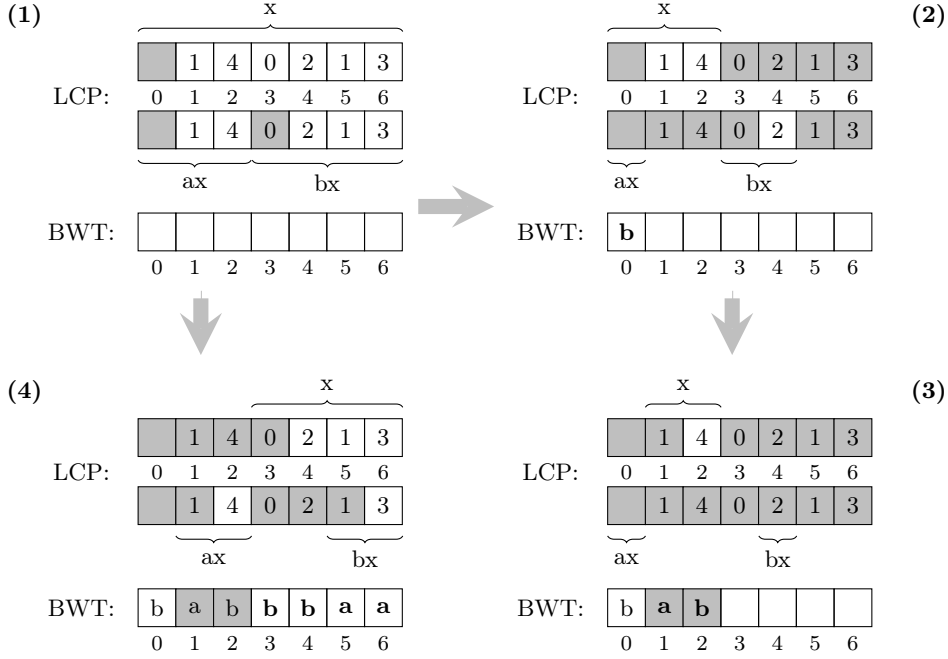 (1)
x
1 4 0 2 1 3
LCP: 0 1 2 3 4 5 6
1 4 0 2 1 3
ax bx
BWT:
0 1 2 3 4 5 6
(2)
x
1 4 0 2 1 3
LCP: 0 1 2 3 4 5 6
1 4 0 2 1 3
ax bx
BWT: b
0 1 2 3 4 5 6
(4)
x
1 4 0 2 1 3
LCP: 0 1 2 3 4 5 6
1 4 0 2 1 3
ax bx
BWT: b a b b b a a
0 1 2 3 4 5 6
(3)
x
1 4 0 2 1 3
LCP: 0 1 2 3 4 5 6
1 4 0 2 1 3
ax bx
BWT: b a b
0 1 2 3 4 5 6